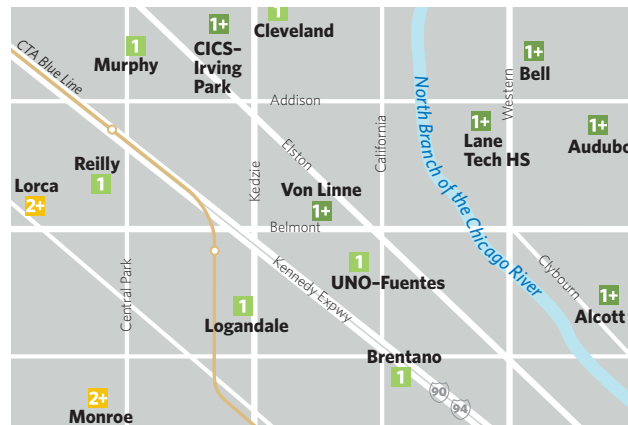 1+
Cleveland
1
CICS–
Irving
Park
1
Murphy
CTA Blue Line
1+
Bell
Addison
Western
North Branch of the Chicago River
1+
Lane
Tech HS
1+
Audubo
Elston
California
Kedzie
Reilly
1
Lorca
2+
Von Linne
1+
Belmont
Central Park
Kennedy Expwy
1
UNO–Fuentes
Clybourn
1
Logandale
1+
Alcott
Brentano
1
90
94
2+
Monroe